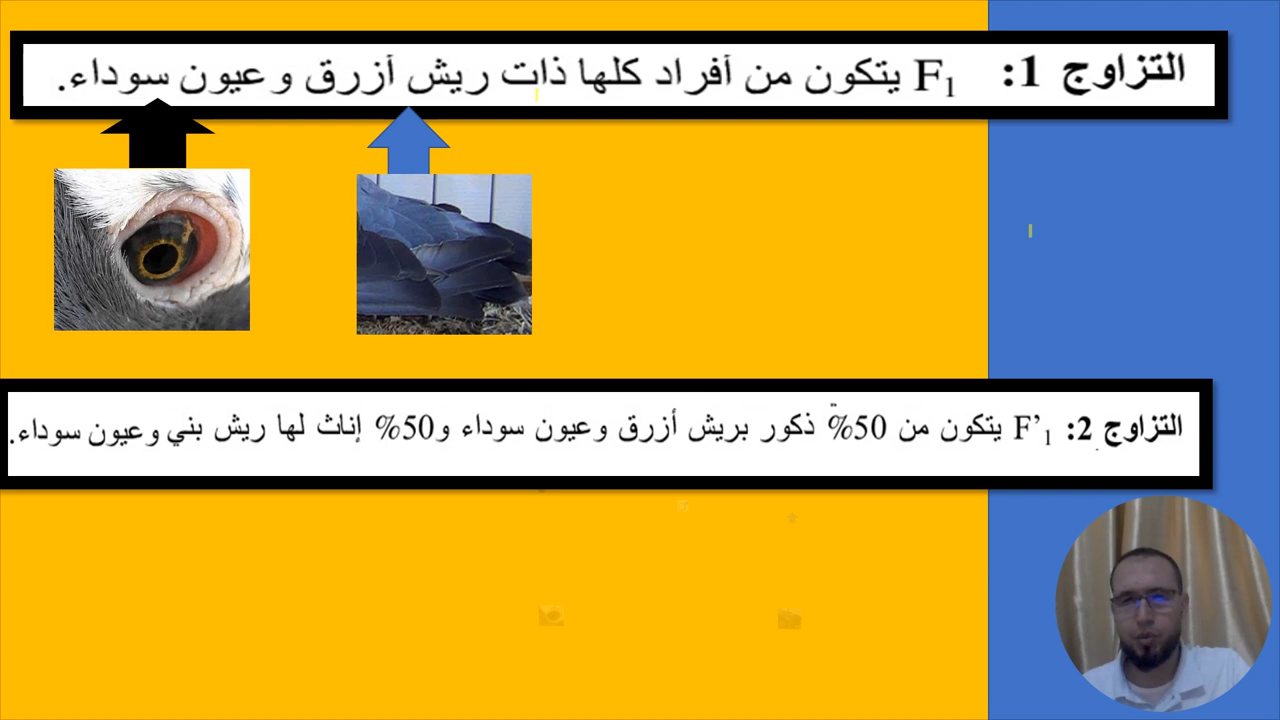 التزاوج 1: F₁ يتكون من أفراد كلها ذات ريش أزرق وعيون سوداء.
التزاوج 2: F'₁ يتكون من 50% ذكور بريش أزرق وعيون سوداء و50% إناث لها ريش بني وعيون سوداء.